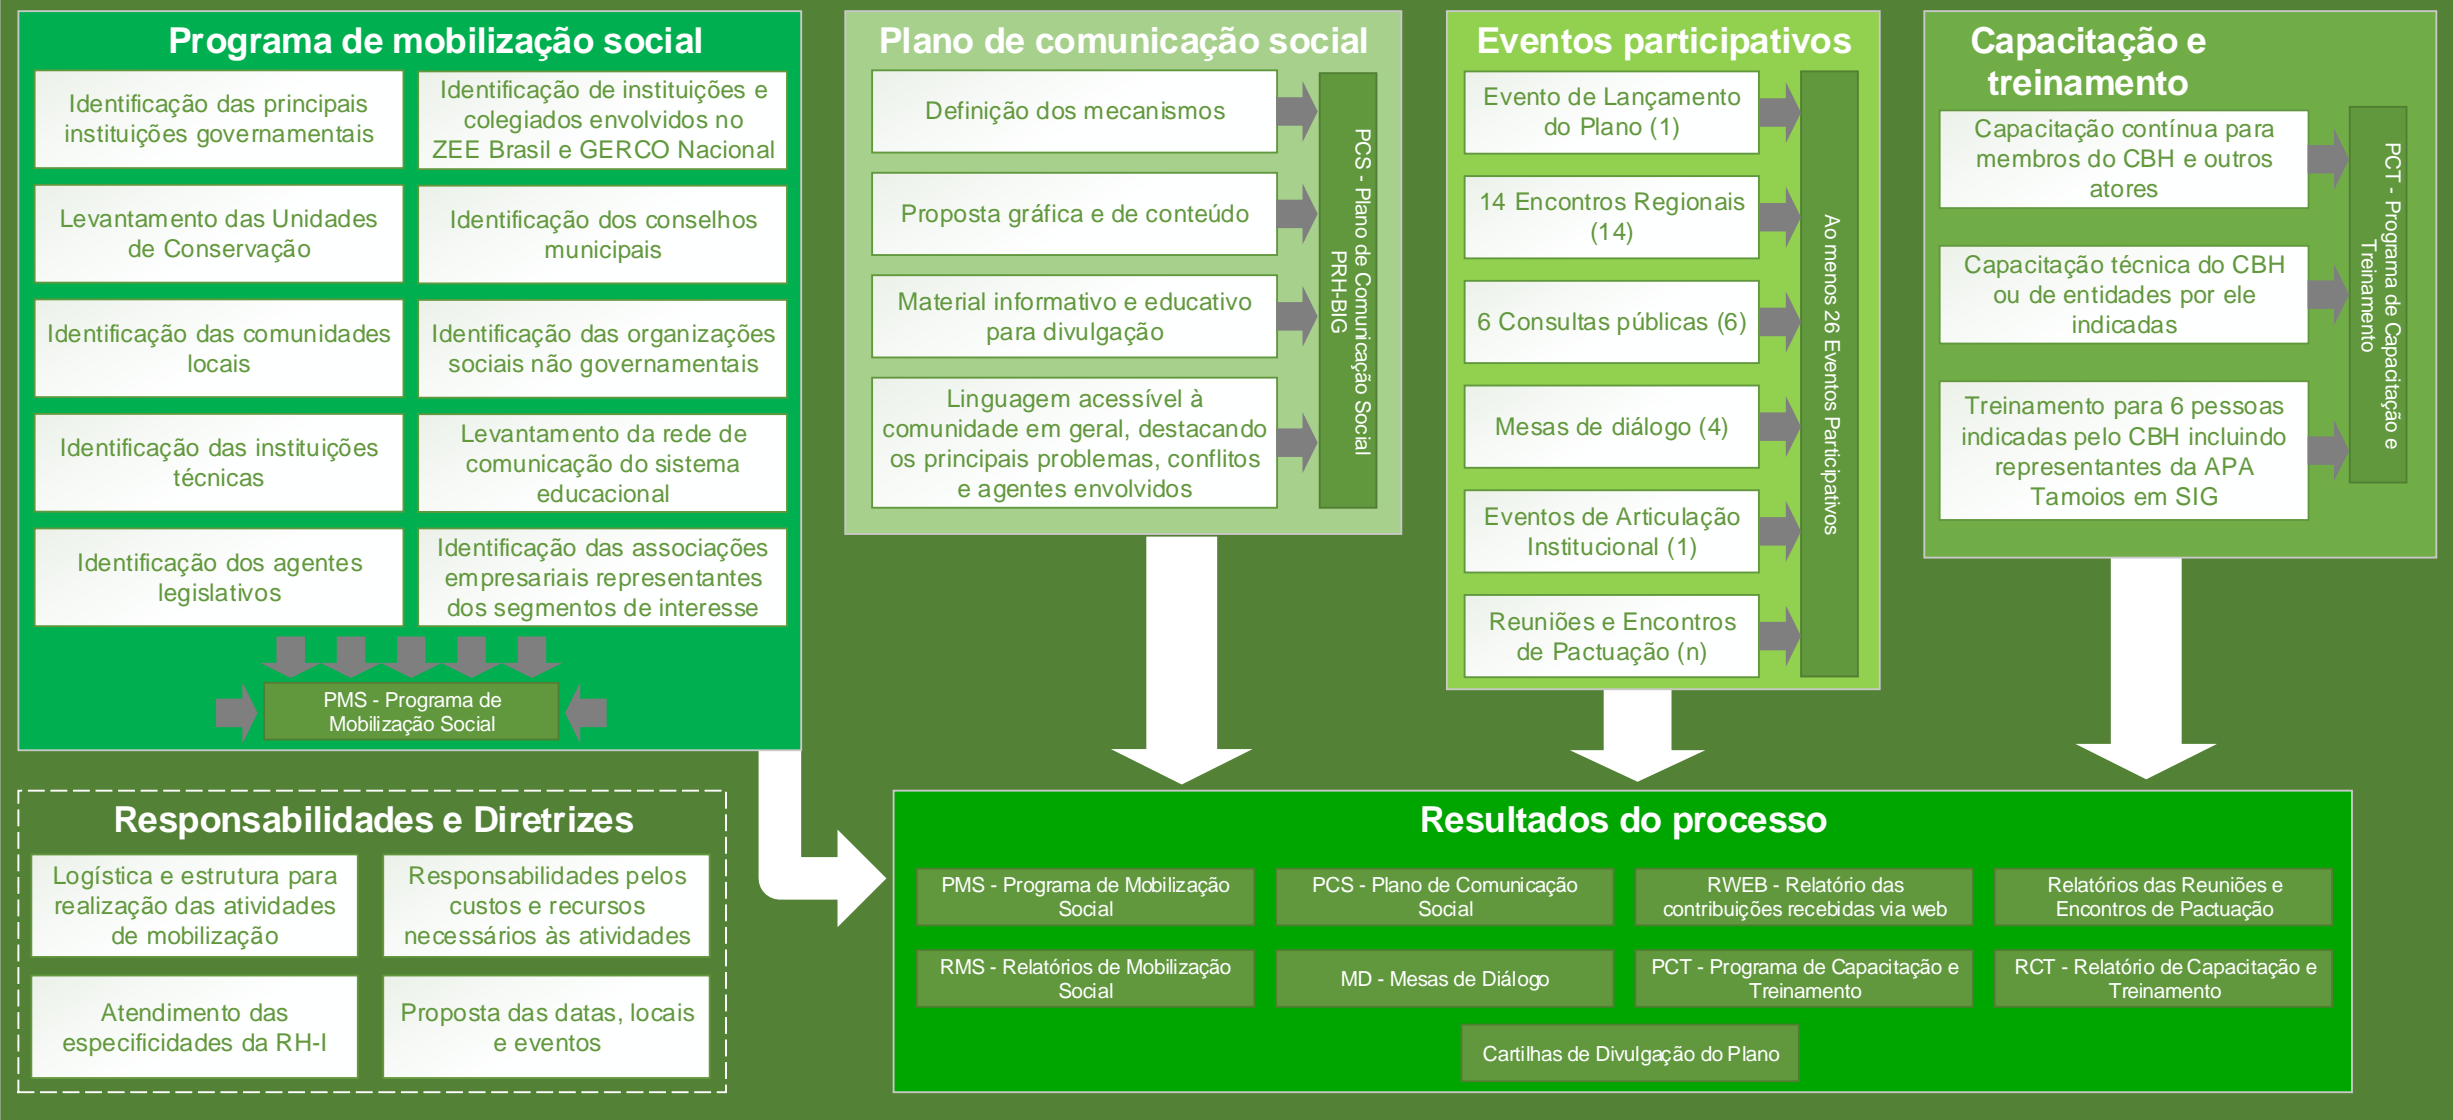 Programa de mobilização social
Identificação das principais
instituições governamentais
Identificação de instituições e
colegiados envolvidos no
ZEE Brasil e GERCO Nacional
Levantamento das Unidades
de Conservação
Identificação dos conselhos
municipais
Identificação das comunidades
locais
Identificação das organizações
sociais não governamentais
Identificação das instituições
técnicas
Levantamento da rede de
comunicação do sistema
educacional
Identificação dos agentes
legislativos
Identificação das associações
empresariais representantes
dos segmentos de interesse
PMS - Programa de
Mobilização Social
Plano de comunicação social
Definição dos mecanismos
Proposta gráfica e de conteúdo
Material informativo e educativo
para divulgação
Linguagem acessível à
comunidade em geral, destacando
os principais problemas, conflitos
e agentes envolvidos
PCS - Plano de Comunicação Social
PRH-BIG
Eventos participativos
Evento de Lançamento
do Plano (1)
14 Encontros Regionais
(14)
6 Consultas públicas (6)
Mesas de diálogo (4)
Eventos de Articulação
Institucional (1)
Reuniões e Encontros
de Pactuação (n)
Ao menos 26 Eventos Participativos
Capacitação e
treinamento
Capacitação contínua para
membros do CBH e outros
atores
Capacitação técnica do CBH
ou de entidades por ele
indicadas
Treinamento para 6 pessoas
indicadas pelo CBH incluindo
representantes da APA
Tamoios em SIG
PCT - Programa de Capacitação e
Treinamento
Responsabilidades e Diretrizes
Logística e estrutura para
realização das atividades
de mobilização
Responsabilidades pelos
custos e recursos
necessários às atividades
Atendimento das
especificidades da RH-I
Proposta das datas, locais
e eventos
Resultados do processo
PMS - Programa de Mobilização
Social
PCS - Plano de Comunicação
Social
RWEB - Relatório das
contribuições recebidas via web
Relatórios das Reuniões e
Encontros de Pactuação
RMS - Relatórios de Mobilização
Social
MD - Mesas de Diálogo
PCT - Programa de Capacitação e
Treinamento
RCT - Relatório de Capacitação e
Treinamento
Cartilhas de Divulgação do Plano